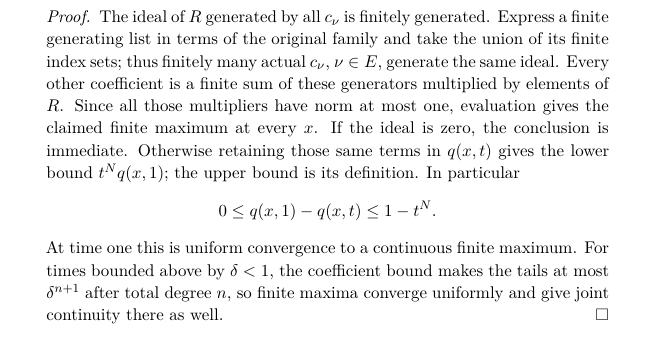 Proof. The ideal of R generated by all c_ν is finitely generated. Express a finite
generating list in terms of the original family and take the union of its finite
index sets; thus finitely many actual c_ν, ν ∈ E, generate the same ideal. Every
other coefficient is a finite sum of these generators multiplied by elements of
R. Since all those multipliers have norm at most one, evaluation gives the
claimed finite maximum at every x. If the ideal is zero, the conclusion is
immediate. Otherwise retaining those same terms in q(x, t) gives the lower
bound t^N q(x, 1); the upper bound is its definition. In particular
0 ≤ q(x, 1) − q(x, t) ≤ 1 − t^N.
At time one this is uniform convergence to a continuous finite maximum. For
times bounded above by δ < 1, the coefficient bound makes the tails at most
δ^{n+1} after total degree n, so finite maxima converge uniformly and give joint
continuity there as well. □